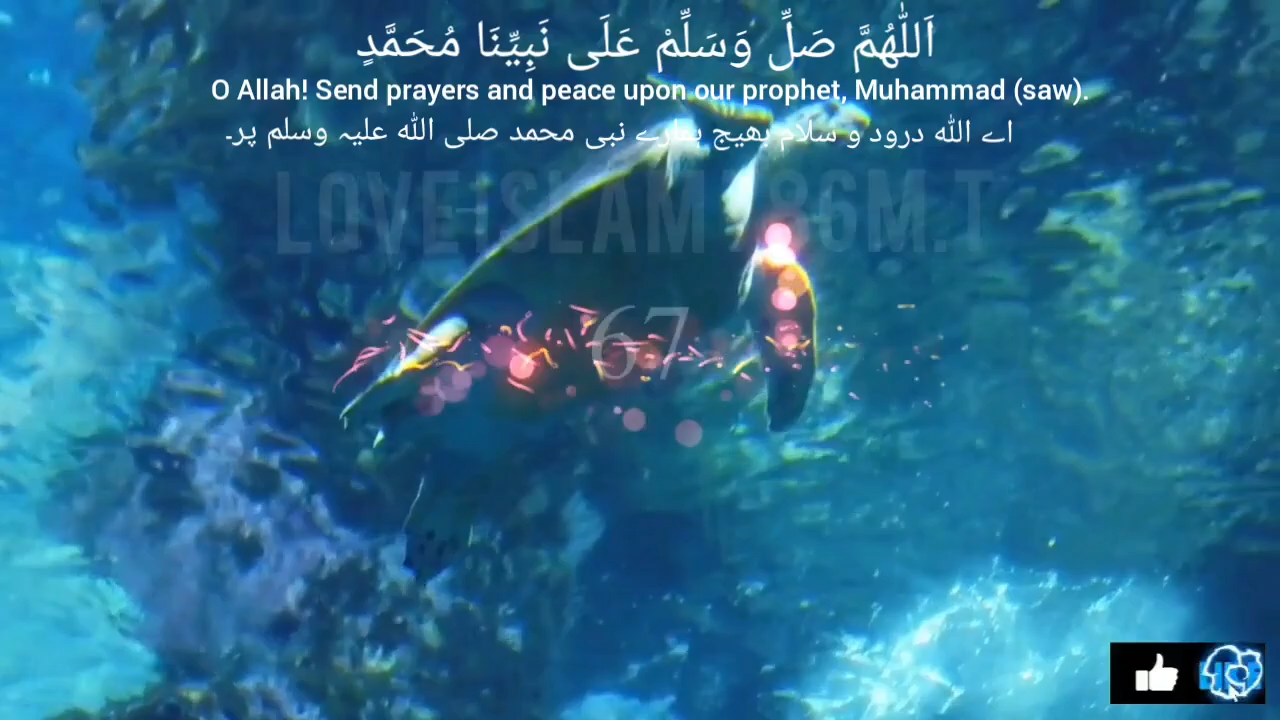 اَللّٰهُمَّ صَلِّ وَسَلِّمْ عَلَى نَبِيِّنَا مُحَمَّدٍ
O Allah! Send prayers and peace upon our prophet, Muhammad (saw).
اے اللہ درود و سلام بھیج ہمارے نبی محمد صلی اللہ علیہ وسلم پر۔
LOVEiSLAM786M.T
67